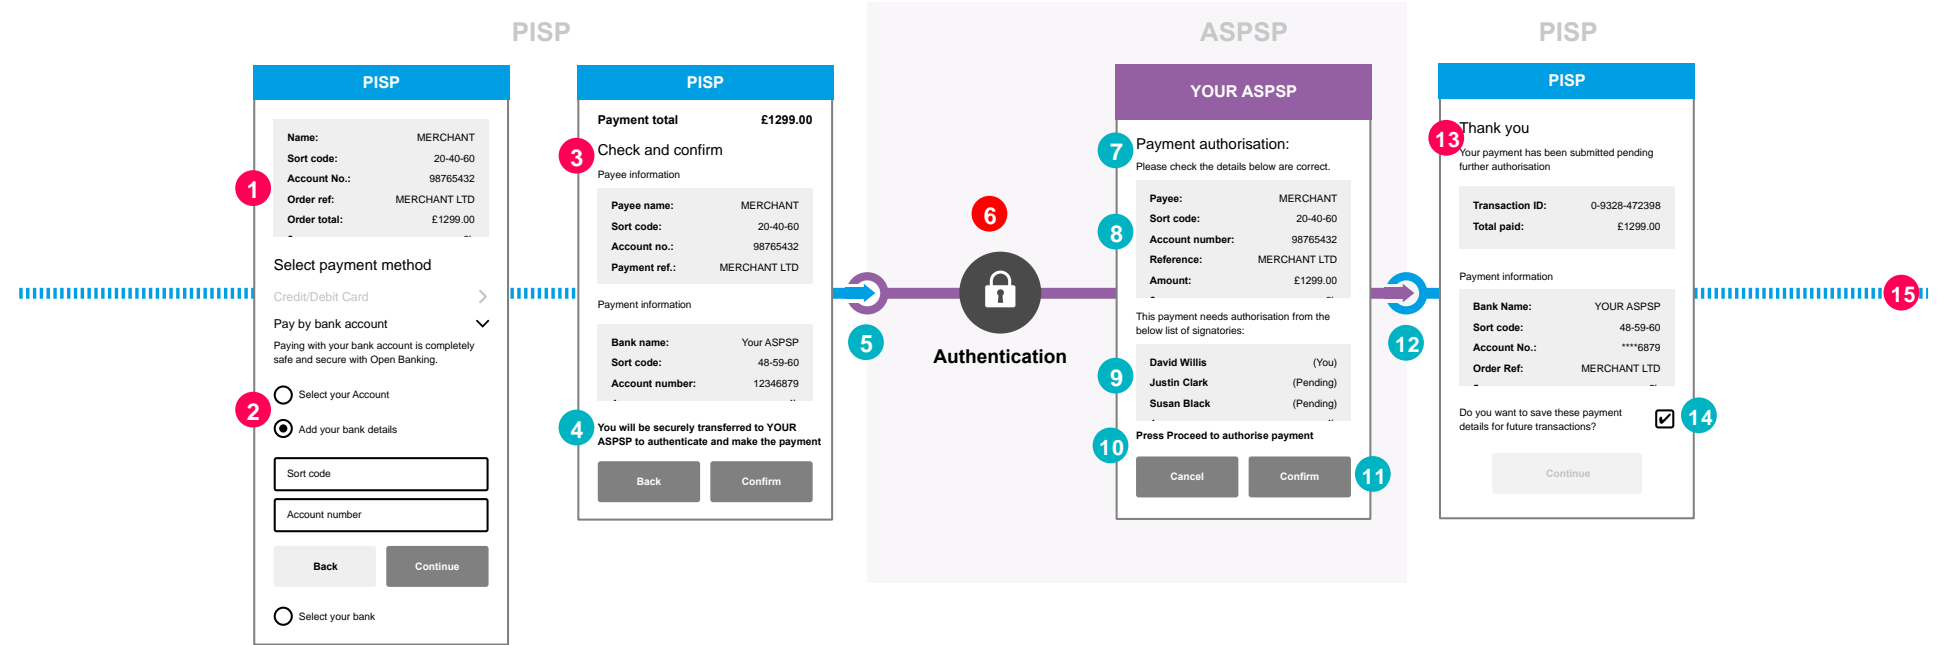 PISP
ASPSP
PISP
PISP
Name: MERCHANT
Sort code: 20-40-60
Account No.: 98765432
Order ref: MERCHANT LTD
Order total: £1299.00
1
Select payment method
Credit/Debit Card
Pay by bank account
Paying with your bank account is completely
safe and secure with Open Banking.
Select your Account
2
Add your bank details
Sort code
Account number
Back Continue
Select your bank
PISP
Payment total £1299.00
3
Check and confirm
Payee information
Payee name: MERCHANT
Sort code: 20-40-60
Account no.: 98765432
Payment ref.: MERCHANT LTD
Payment information
Bank name: Your ASPSP
Sort code: 48-59-60
Account number: 12346879
4
You will be securely transferred to YOUR
ASPSP to authenticate and make the payment
Back Confirm
5
6
Authentication
YOUR ASPSP
7
Payment authorisation:
Please check the details below are correct.
Payee: MERCHANT
Sort code: 20-40-60
8
Account number: 98765432
Reference: MERCHANT LTD
Amount: £1299.00
This payment needs authorisation from the
below list of signatories:
David Willis (You)
9
Justin Clark (Pending)
Susan Black (Pending)
10
Press Proceed to authorise payment
Cancel Confirm
11
12
PISP
13
Thank you
Your payment has been submitted pending
further authorisation
Transaction ID: 0-9328-472398
Total paid: £1299.00
Payment information
Bank Name: YOUR ASPSP
Sort code: 48-59-60
Account No.: ****6879
Order Ref: MERCHANT LTD
Do you want to save these payment
details for future transactions?
14
Continue
15